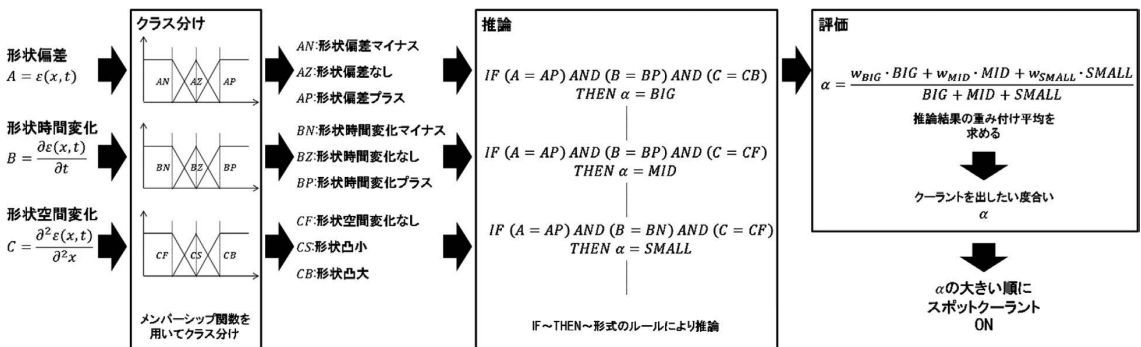 クラス分け
形状偏差
A = ε(x,t)
AN
AZ
AP
AN:形状偏差マイナス
AZ:形状偏差なし
AP:形状偏差プラス
形状時間変化
B = ∂ε(x,t)/∂t
BN
BZ
BP
BN:形状時間変化マイナス
BZ:形状時間変化なし
BP:形状時間変化プラス
形状空間変化
C = ∂²ε(x,t)/∂²x
CF
CS
CB
CF:形状空間変化なし
CS:形状凸小
CB:形状凸大
メンバーシップ関数を
用いてクラス分け
推論
IF (A = AP) AND (B = BP) AND (C = CB)
THEN α = BIG
IF (A = AP) AND (B = BP) AND (C = CF)
THEN α = MID
IF (A = AP) AND (B = BN) AND (C = CF)
THEN α = SMALL
IF~THEN~形式のルールにより推論
評価
α = (w_BIG・BIG + w_MID・MID + w_SMALL・SMALL)/(BIG + MID + SMALL)
推論結果の重み付け平均を
求める
クーラントを出したい度合い
α
αの大きい順に
スポットクーラント
ON